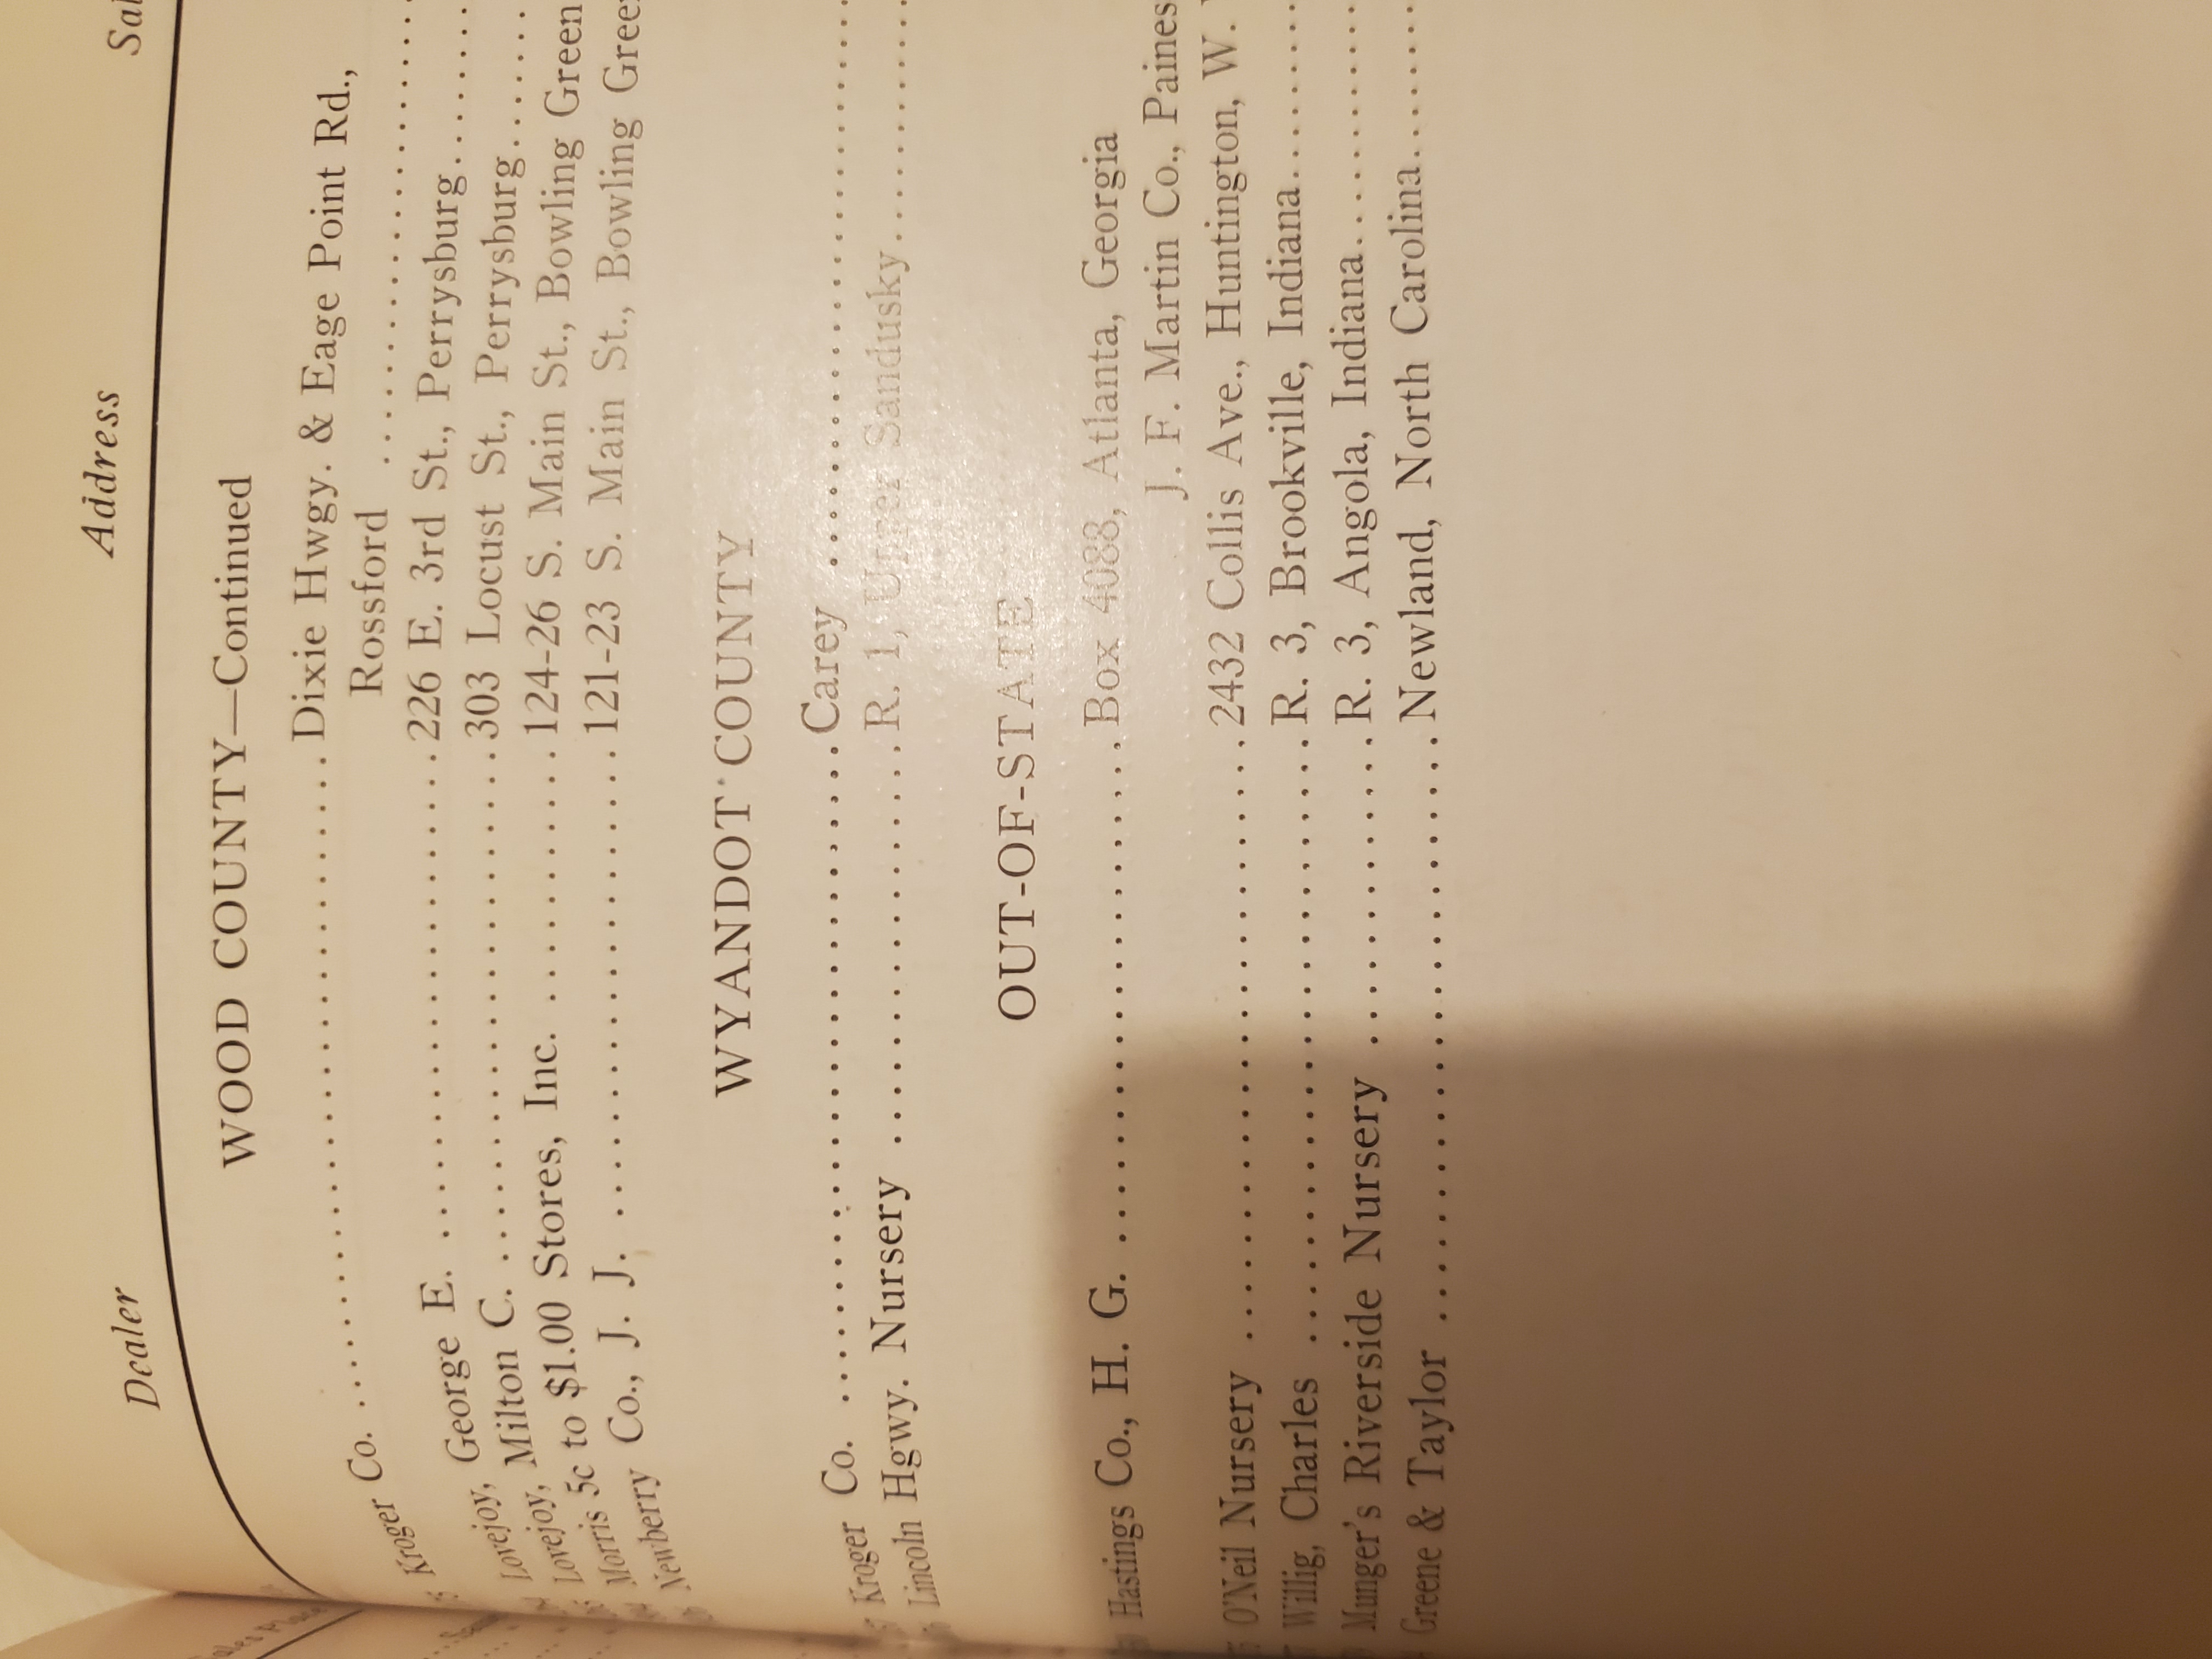 Dealer Address
WOOD COUNTY—Continued
Kroger Co. .......... Dixie Hwgy. & Eage Point Rd.,
Rossford ..........
Lovejoy, George E. .......... 226 E. 3rd St., Perrysburg ..........
Lovejoy, Milton C. .......... 303 Locust St., Perrysburg ..........
Morris 5c to $1.00 Stores, Inc. .......... 124-26 S. Main St., Bowling Green
Newberry Co., J. J. .......... 121-23 S. Main St., Bowling
WYANDOT COUNTY
Kroger Co. .......... Carey ..........
Lincoln Hgwy. Nursery .......... R. 1, Upper Sandusky ..........
OUT-OF-STATE
Hastings Co., H. G. .......... Box 4088, Atlanta, Georgia
J. F. Martin Co.,
O'Neil Nursery .......... 2432 Collis Ave., Huntington, W.
Willig, Charles .......... R. 3, Brookville, Indiana ..........
Munger's Riverside Nursery .......... R. 3, Angola, Indiana ..........
Greene & Taylor .......... Newland, North Carolina ..........